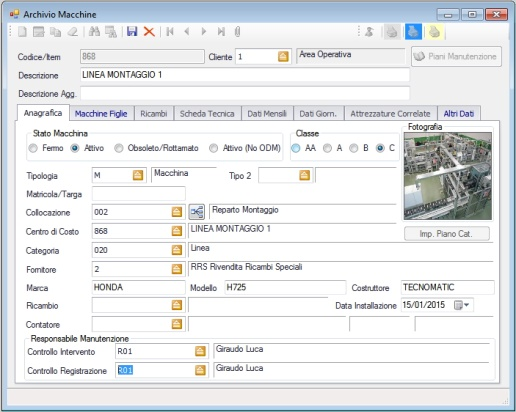 Archivio Macchine
Codice/Item 868 Cliente 1 Area Operativa Piani Manutenzione
Descrizione LINEA MONTAGGIO 1
Descrizione Agg.
Anagrafica Macchine Figlie Ricambi Scheda Tecnica Dati Mensili Dati Giorn. Attrezzature Correlate Altri Dati
Stato Macchina Classe Fotografia
Fermo Attivo Obsoleto/Rottamato Attivo (No ODM) AA A B C
Tipologia M Macchina Tipo 2
Matricola/Targa
Collocazione 002 Reparto Montaggio
Centro di Costo 868 LINEA MONTAGGIO 1 Imp. Piano Cat.
Categoria 020 Linea
Fornitore 2 RRS Rivendita Ricambi Speciali
Marca HONDA Modello H725 Costruttore TECNOMATIC
Ricambio Data Installazione 15/01/2015
Contatore
Responsabile Manutenzione
Controllo Intervento R01 Giraudo Luca
Controllo Registrazione R01 Giraudo Luca